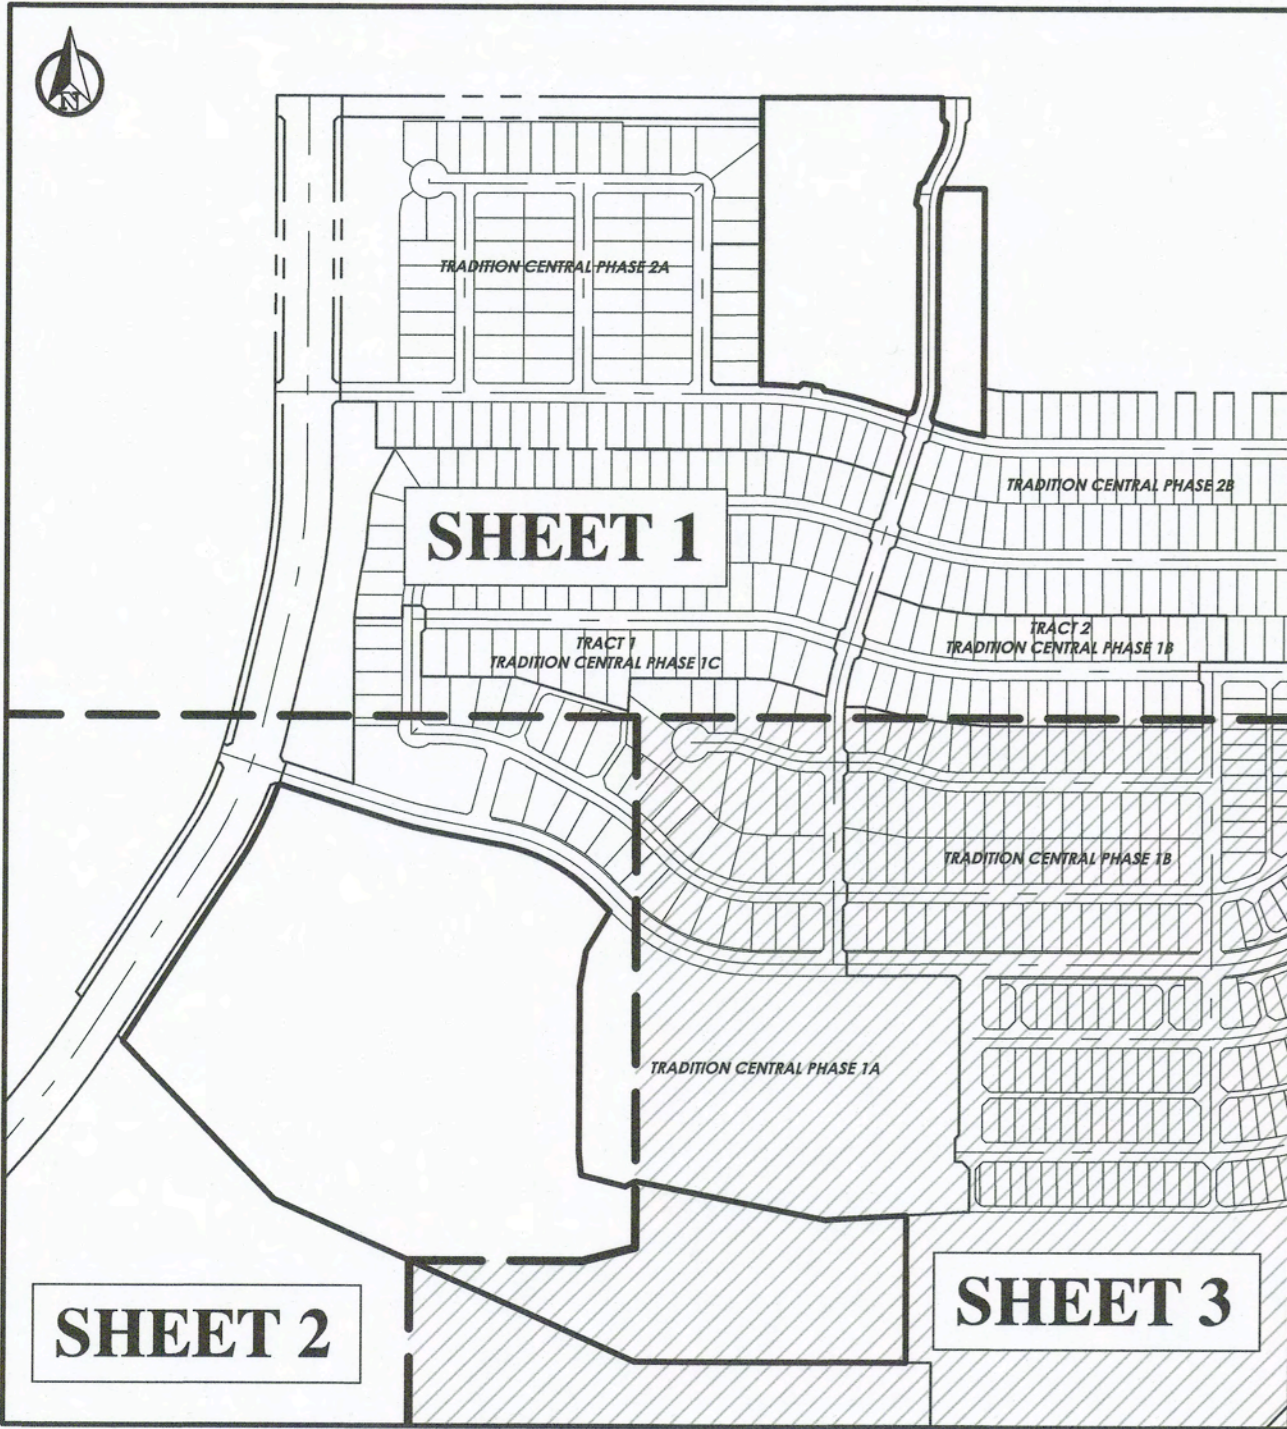 N
TRADITION CENTRAL PHASE 2A
TRADITION CENTRAL PHASE 2B
SHEET 1
TRACT 1
TRADITION CENTRAL PHASE 1C
TRACT 2
TRADITION CENTRAL PHASE 1B
TRADITION CENTRAL PHASE 1B
TRADITION CENTRAL PHASE 1A
SHEET 2
SHEET 3